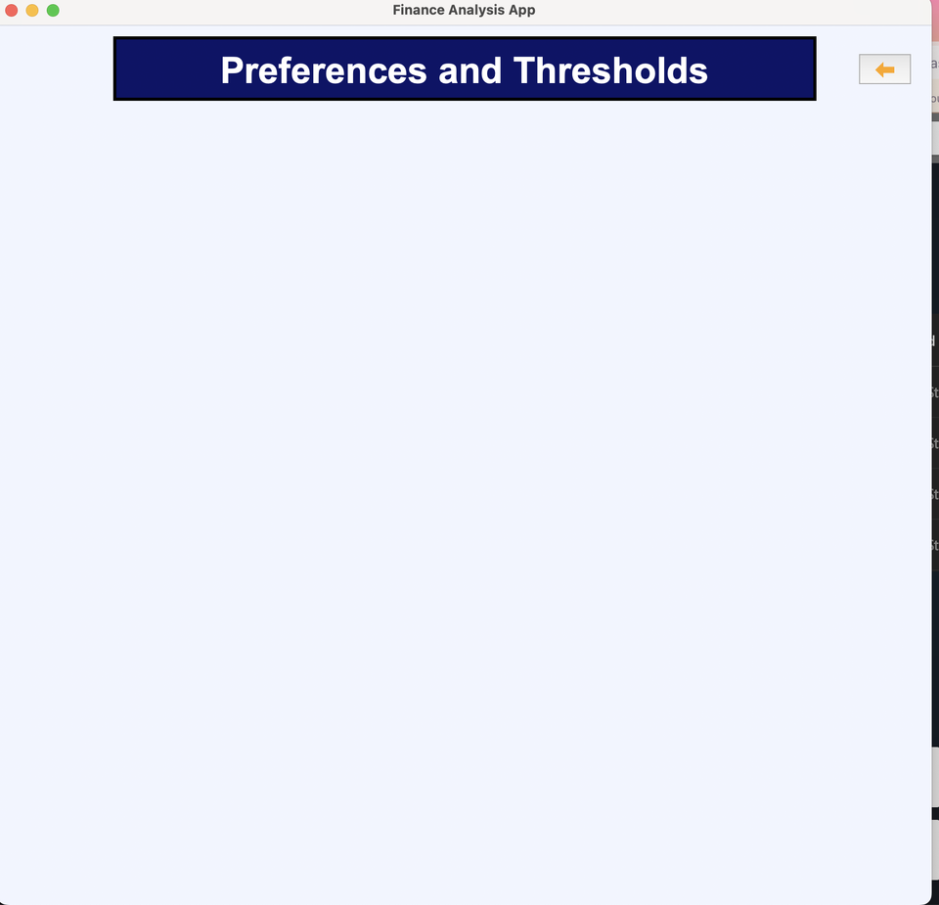 Finance Analysis App
Preferences and Thresholds